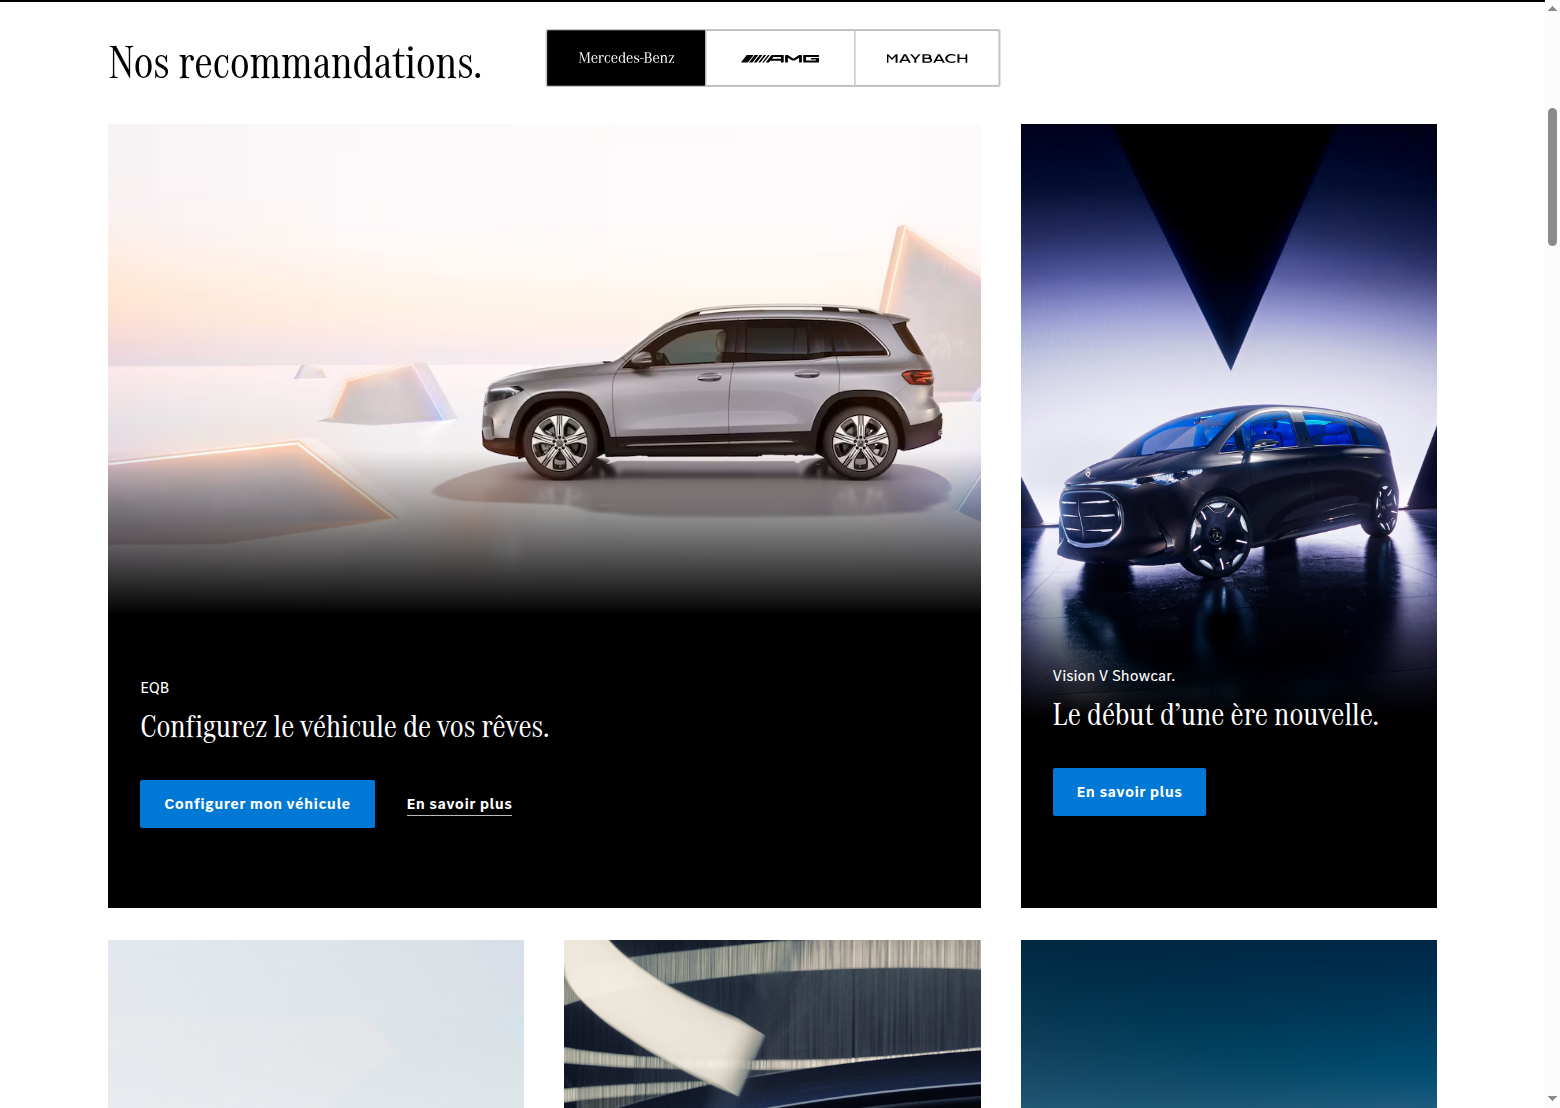 Nos recommandations.
Mercedes-Benz
AMG
MAYBACH
EQB
Configurez le véhicule de vos rêves.
Configurer mon véhicule
En savoir plus
Vision V Showcar.
Le début d’une ère nouvelle.
En savoir plus